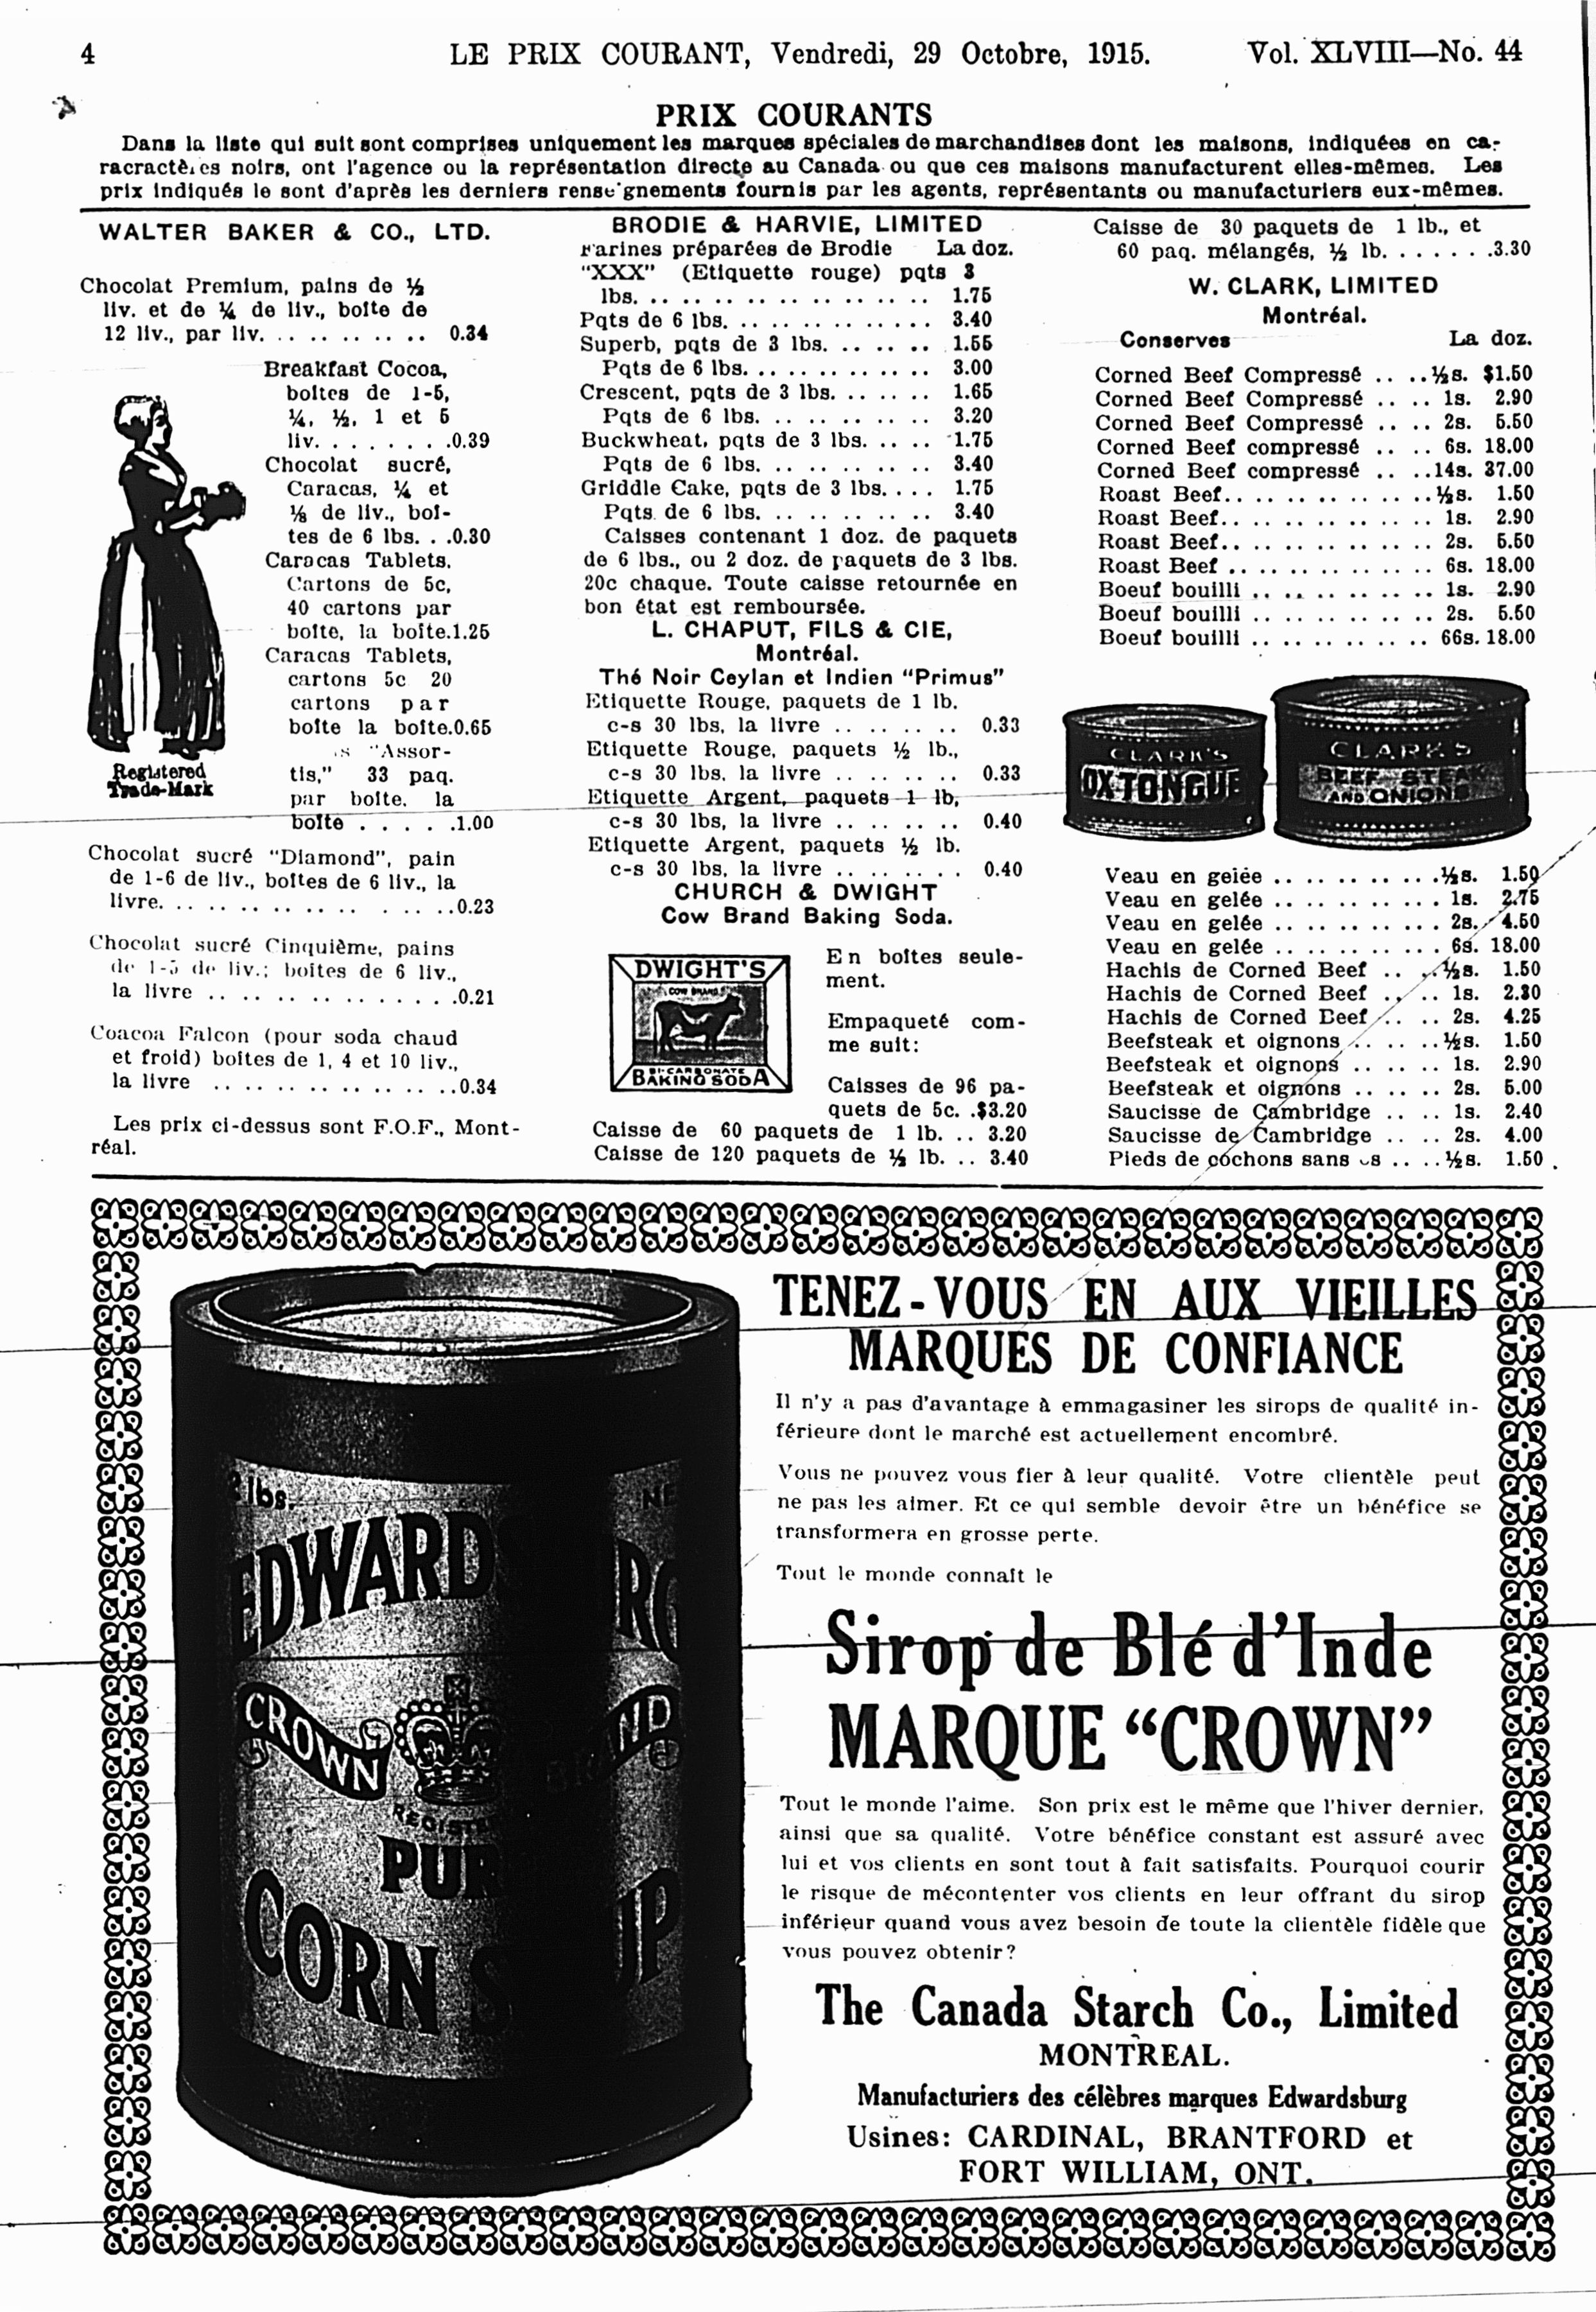 4
LE PRIX COURANT, Vendredi, 29 Octobre, 1915.
Vol. XLVIII—No. 44
PRIX COURANTS
Dans la liste qui suit sont comprises uniquement les marques spéciales de marchandises dont les maisons, indiquées en ca-
racractères noirs, ont l'agence ou la représentation directe au Canada ou que ces maisons manufacturent elles-mêmes. Les
prix indiqués le sont d'après les derniers renseignements fournis par les agents, représentants ou manufacturiers eux-mêmes.
WALTER BAKER & CO., LTD.
Chocolat Premium, pains de ½
liv. et de ¼ de liv., boîte de
12 liv., par liv. .. .. .. .. .. 0.34
Breakfast Cocoa,
boîtes de 1-5,
¼, ½, 1 et 5
liv. . . . . . . .0.39
Chocolat sucré,
Caracas, ¼ et
⅛ de liv., boî-
tes de 6 lbs. . .0.30
Caracas Tablets,
Cartons de 5c,
40 cartons par
boîte, la boîte.1.25
Caracas Tablets,
cartons 5c 20
cartons par
boîte la boîte.0.65
"Assor-
tis," 33 paq.
par boîte, la
boîte . . . . .1.00
Registered
Trade-Mark
Chocolat sucré "Diamond", pain
de 1-6 de liv., boîtes de 6 liv., la
livre. .. .. .. .. .. .. . .. ..0.23
Chocolat sucré Cinquième, pains
de 1-5 de liv.; boîtes de 6 liv.,
la livre .. .. .. .. .. .. .. .0.21
Coacoa Falcon (pour soda chaud
et froid) boîtes de 1, 4 et 10 liv.,
la livre .. .. .. .. .. .. .. ..0.34
Les prix ci-dessus sont F.O.F., Mont-
réal.
BRODIE & HARVIE, LIMITED
Farines préparées de Brodie La doz.
"XXX" (Etiquette rouge) pqts 3
lbs. .. .. .. .. .. .. .. .. .. 1.75
Pqts de 6 lbs. .. .. .. .. .. .. 3.40
Superb, pqts de 3 lbs. .. .. .. 1.55
Pqts de 6 lbs. .. .. .. .. .. .. 3.00
Crescent, pqts de 3 lbs. .. .. .. 1.65
Pqts de 6 lbs. .. .. .. .. .. 3.20
Buckwheat, pqts de 3 lbs. .. .. 1.75
Pqts de 6 lbs. .. .. .. .. .. 3.40
Griddle Cake, pqts de 3 lbs. .. .. 1.75
Pqts de 6 lbs. .. .. .. .. .. 3.40
Caisses contenant 1 doz. de paquets
de 6 lbs., ou 2 doz. de paquets de 3 lbs.
20c chaque. Toute caisse retournée en
bon état est remboursée.
L. CHAPUT, FILS & CIE,
Montréal.
Thé Noir Ceylan et Indien "Primus"
Etiquette Rouge, paquets de 1 lb.
c-s 30 lbs, la livre .. .. .. .. 0.33
Etiquette Rouge, paquets ½ lb.,
c-s 30 lbs, la livre .. .. .. .. 0.33
Etiquette Argent, paquets 1 lb,
c-s 30 lbs, la livre .. .. .. .. 0.40
Etiquette Argent, paquets ½ lb.
c-s 30 lbs, la livre .. .. .. .. 0.40
CHURCH & DWIGHT
Cow Brand Baking Soda.
DWIGHT'S
COW BRAND
BI-CARBONATE
BAKING SODA
En boîtes seule-
ment.
Empaqueté com-
me suit:
Caisses de 96 pa-
quets de 5c. .$3.20
Caisse de 60 paquets de 1 lb. .. 3.20
Caisse de 120 paquets de ½ lb. .. 3.40
Caisse de 30 paquets de 1 lb., et
60 paq. mélangés, ½ lb. . . . . . .3.30
W. CLARK, LIMITED
Montréal.
Conserves La doz.
Corned Beef Compressé .. ..½s. $1.50
Corned Beef Compressé .. .. 1s. 2.90
Corned Beef Compressé .. .. 2s. 5.50
Corned Beef compressé .. .. 6s. 18.00
Corned Beef compressé .. ..14s. 37.00
Roast Beef.. .. .. .. .. .. ..½s. 1.50
Roast Beef.. .. .. .. .. .. .. 1s. 2.90
Roast Beef.. .. .. .. .. .. .. 2s. 5.50
Roast Beef .. .. .. .. .. .. .. 6s. 18.00
Boeuf bouilli .. .. .. .. .. .. 1s. 2.90
Boeuf bouilli .. .. .. .. .. .. 2s. 5.50
Boeuf bouilli .. .. .. .. .. .. 66s. 18.00
CLARK'S
OX TONGUE
CLARK'S
BEEF STEAK
AND ONIONS
Veau en gelée .. .. .. .. .. .½s. 1.50
Veau en gelée .. .. .. .. .. .. 1s. 2.75
Veau en gelée .. .. .. .. .. .. 2s. 4.50
Veau en gelée .. .. .. .. .. .. 6s. 18.00
Hachis de Corned Beef .. ..½s. 1.50
Hachis de Corned Beef .. .. 1s. 2.80
Hachis de Corned Beef .. .. 2s. 4.25
Beefsteak et oignons .. .. ..½s. 1.50
Beefsteak et oignons .. .. .. 1s. 2.90
Beefsteak et oignons .. .. .. 2s. 5.00
Saucisse de Cambridge .. .. 1s. 2.40
Saucisse de Cambridge .. .. 2s. 4.00
Pieds de cochons sans os .. ..½s. 1.50
TENEZ-VOUS EN AUX VIEILLES
MARQUES DE CONFIANCE
Il n'y a pas d'avantage à emmagasiner les sirops de qualité in-
férieure dont le marché est actuellement encombré.
Vous ne pouvez vous fier à leur qualité. Votre clientèle peut
ne pas les aimer. Et ce qui semble devoir être un bénéfice se
transformera en grosse perte.
Tout le monde connaît le
Sirop de Blé d'Inde
MARQUE "CROWN"
Tout le monde l'aime. Son prix est le même que l'hiver dernier,
ainsi que sa qualité. Votre bénéfice constant est assuré avec
lui et vos clients en sont tout à fait satisfaits. Pourquoi courir
le risque de mécontenter vos clients en leur offrant du sirop
inférieur quand vous avez besoin de toute la clientèle fidèle que
vous pouvez obtenir?
The Canada Starch Co., Limited
MONTREAL.
Manufacturiers des célèbres marques Edwardsburg
Usines: CARDINAL, BRANTFORD et
FORT WILLIAM, ONT.
lbs.
EDWARDS
CROWN
BRAND
PUR
CORN S UP